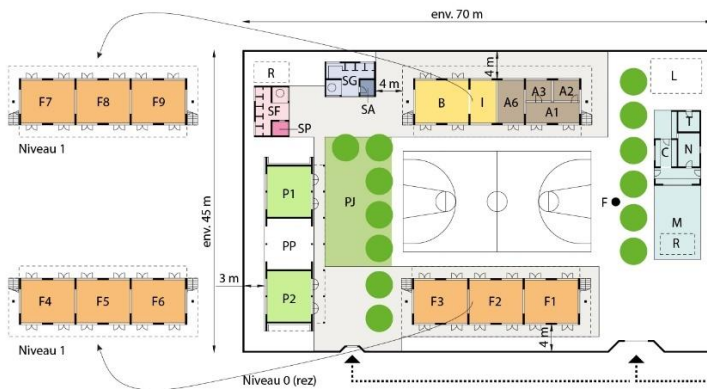 env. 70 m
F7 F8 F9
Niveau 1
R
SG
SA
4 m
SF
SP
B
I
A6
A3
A2
A1
4 m
L
T
C
N
M
R
F
P1
PP
P2
PJ
env. 45 m
3 m
F4 F5 F6
Niveau 1
F3 F2 F1
4 m
Niveau 0 (rez)